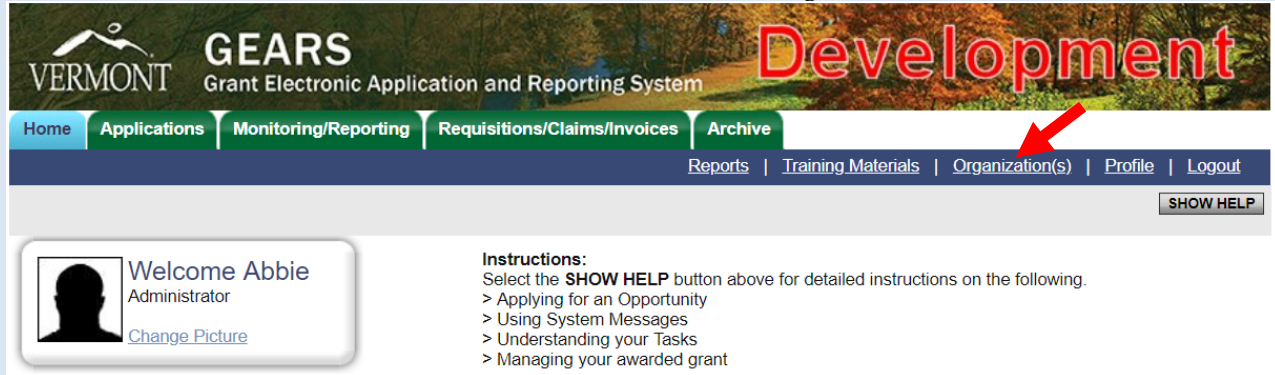 VERMONT
GEARS
Grant Electronic Application and Reporting System
Development
Home Applications Monitoring/Reporting Requisitions/Claims/Invoices Archive
Reports | Training Materials | Organization(s) | Profile | Logout
SHOW HELP
Welcome Abbie
Administrator
Change Picture
Instructions:
Select the SHOW HELP button above for detailed instructions on the following.
> Applying for an Opportunity
> Using System Messages
> Understanding your Tasks
> Managing your awarded grant